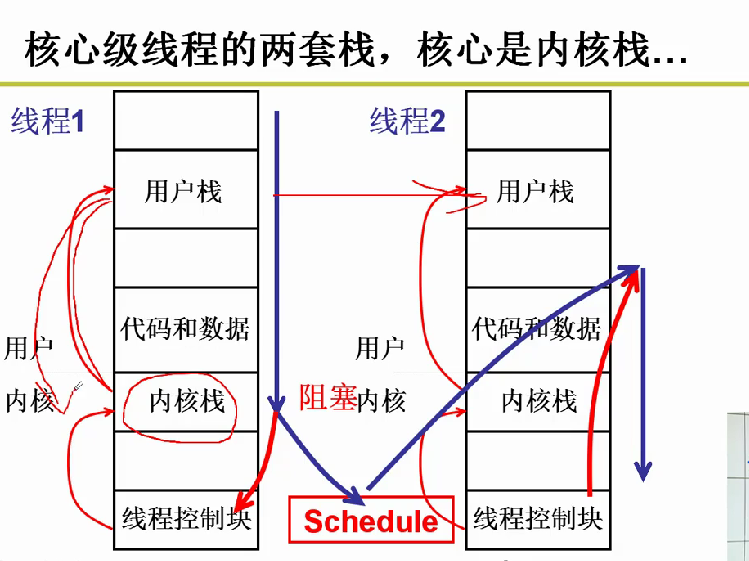 核心级线程的两套栈，核心是内核栈…
线程1
线程2
用户栈
用户栈
代码和数据
代码和数据
用户
用户
内核
内核栈
阻塞
内核
内核栈
线程控制块
Schedule
线程控制块